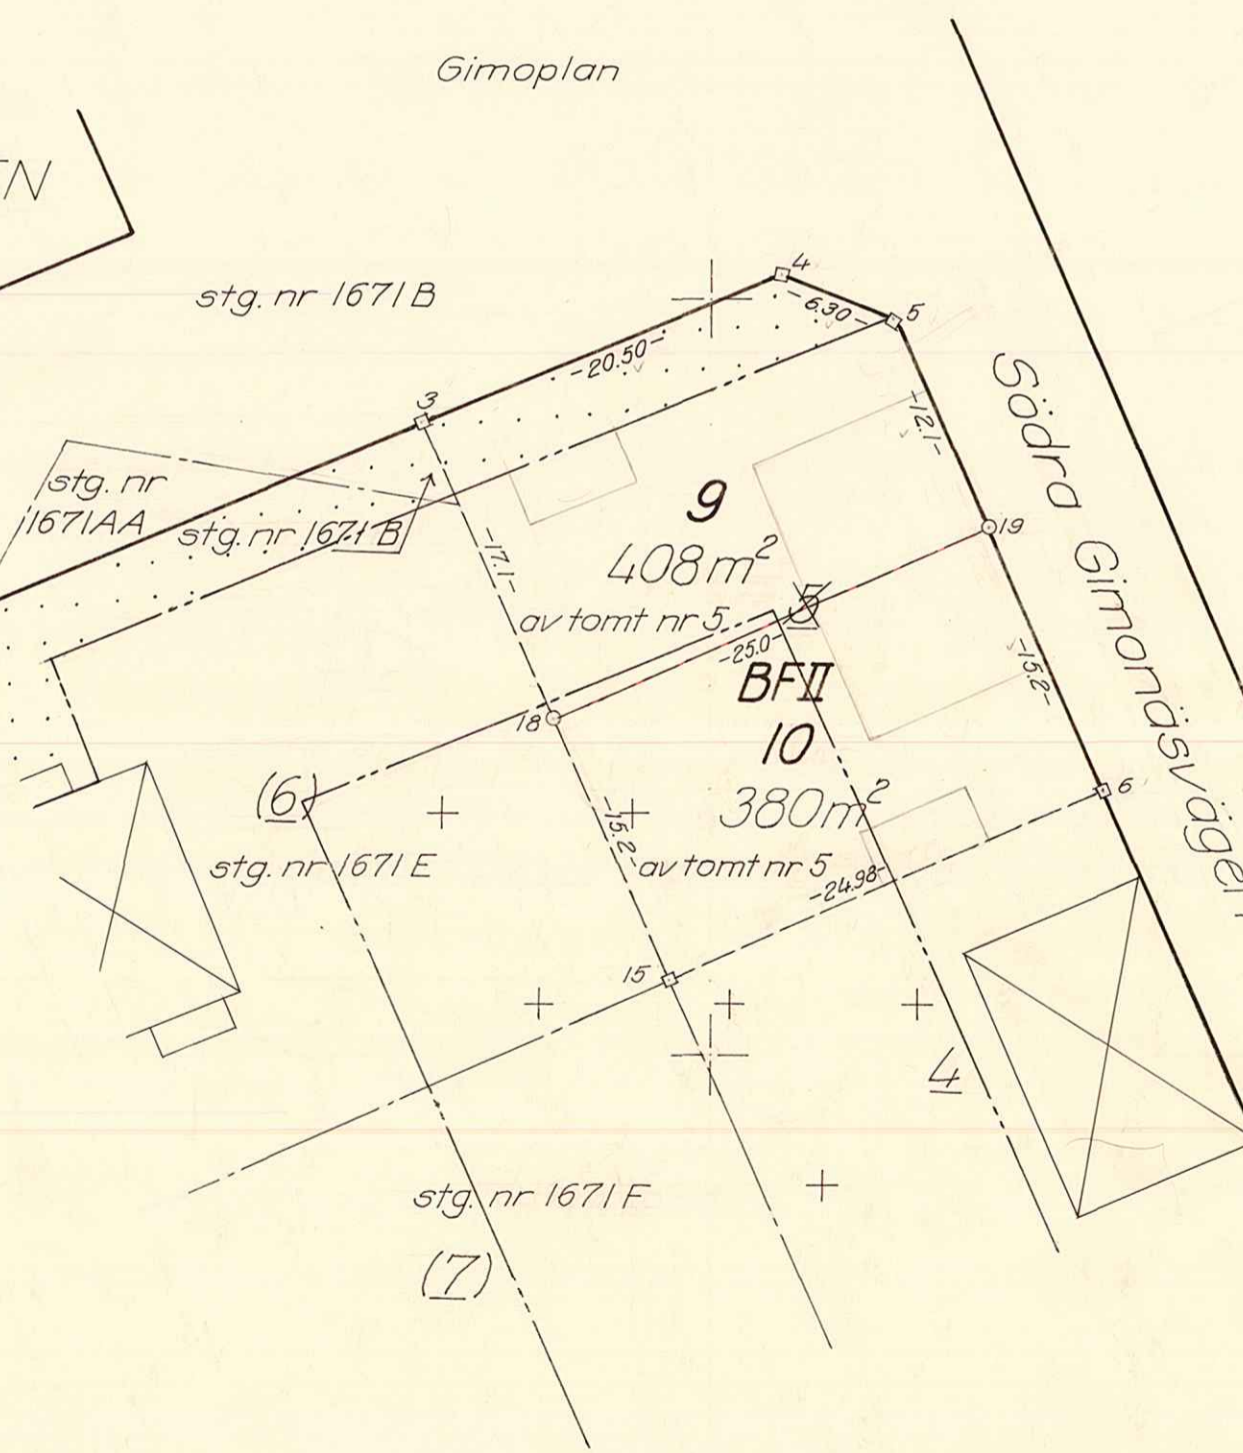 Gimoplan
TN
stg. nr 1671B
4
-6.30-
5
-20.50-
3
-12.1-
Södra Gimonäsvägen
stg. nr
1671AA
stg. nr 1671 B
9
408m²
av tomt nr 5
-17.1-
19
5
-25.0-
BFII
10
380m²
av tomt nr 5
18
-15.2-
6
(6)
stg. nr 1671 E
-15.2-
-24.98-
15
4
stg. nr 1671 F
(7)